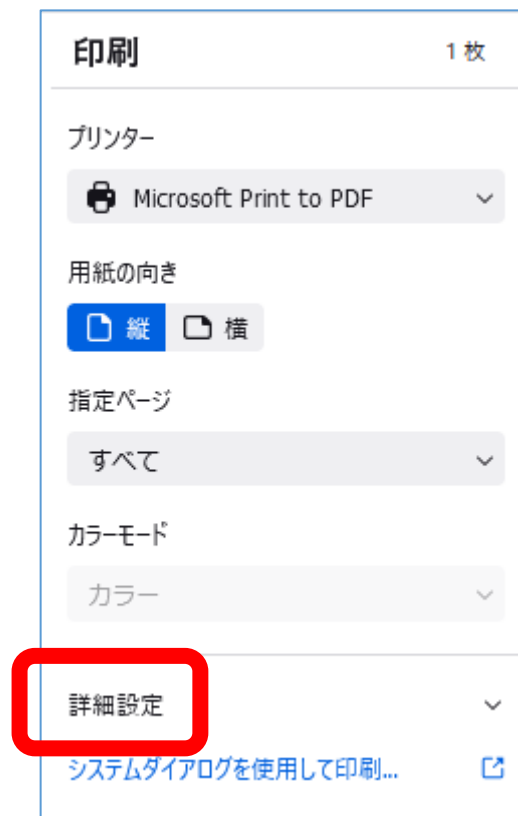 印刷 1 枚
プリンター
Microsoft Print to PDF
用紙の向き
縦 横
指定ページ
すべて
カラーモード
カラー
詳細設定
システムダイアログを使用して印刷...